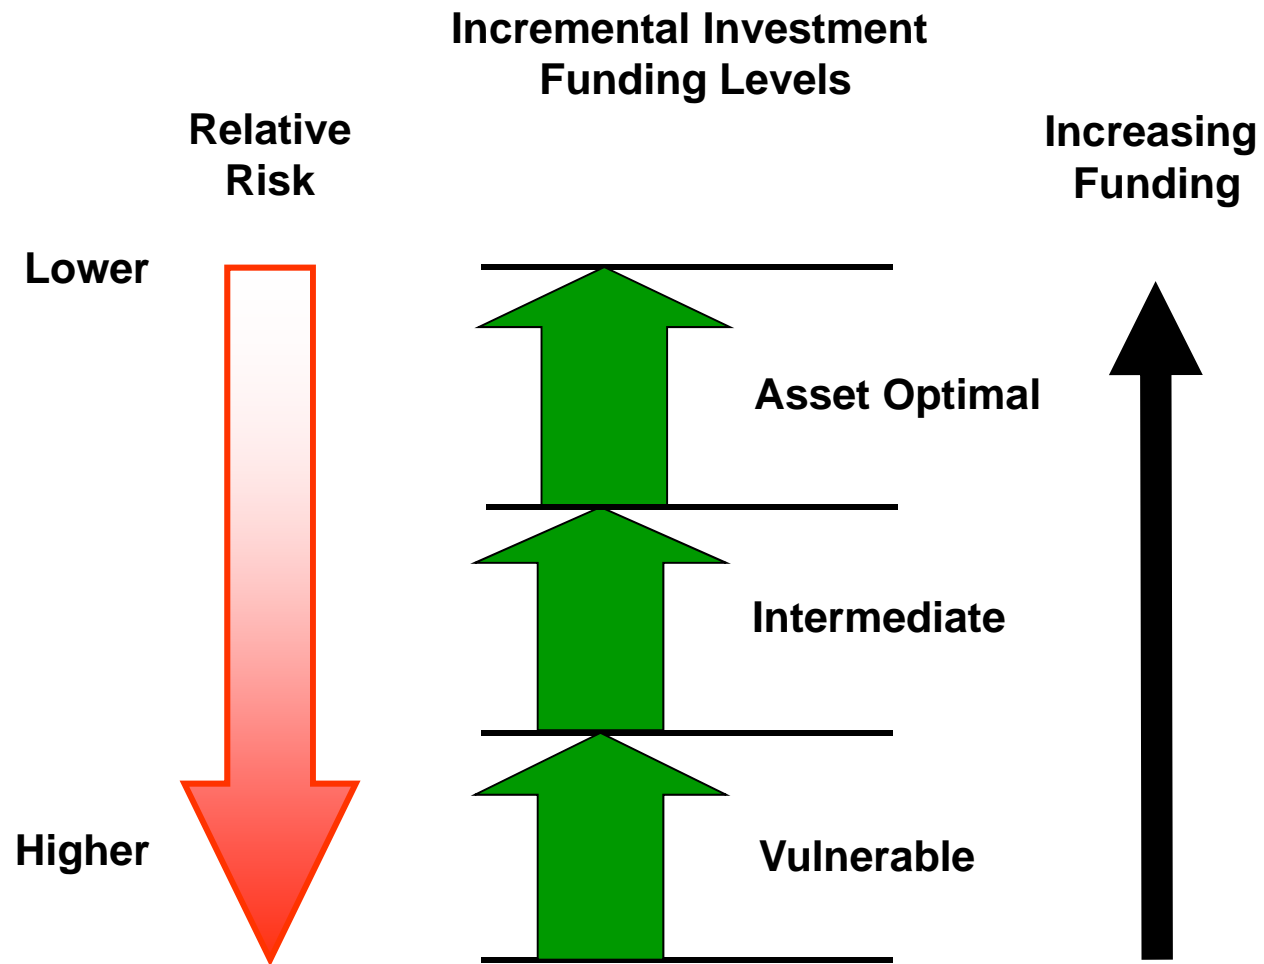 Incremental Investment
Funding Levels
Relative
Risk
Increasing
Funding
Lower
Asset Optimal
Intermediate
Higher
Vulnerable